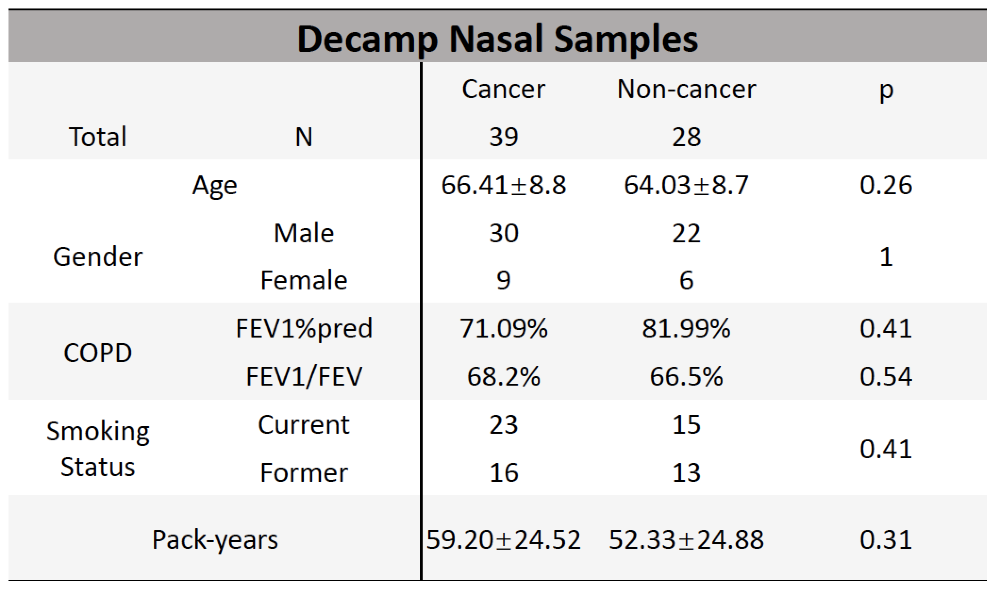 Decamp Nasal Samples
Cancer Non-cancer p
Total N 39 28
Age 66.41±8.8 64.03±8.7 0.26
Male 30 22
Gender 1
Female 9 6
FEV1%pred 71.09% 81.99% 0.41
COPD
FEV1/FEV 68.2% 66.5% 0.54
Current 23 15
Smoking
Status 0.41
Former 16 13
Pack-years 59.20±24.52 52.33±24.88 0.31